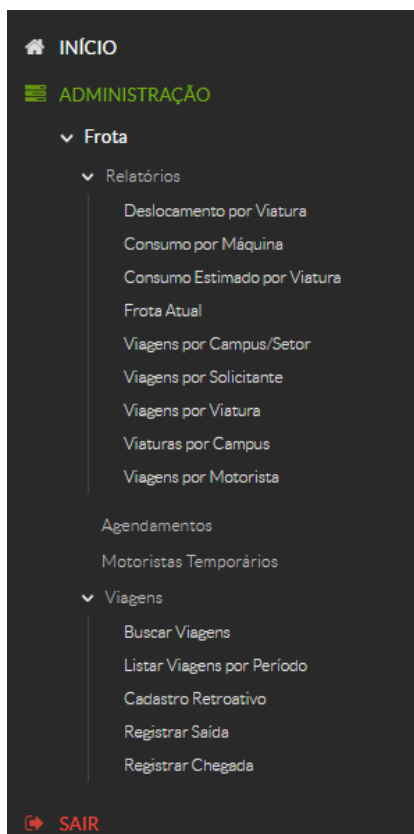 INÍCIO
ADMINISTRAÇÃO
Frota
Relatórios
Deslocamento por Viatura
Consumo por Máquina
Consumo Estimado por Viatura
Frota Atual
Viagens por Campus/Setor
Viagens por Solicitante
Viagens por Viatura
Viaturas por Campus
Viagens por Motorista
Agendamentos
Motoristas Temporários
Viagens
Buscar Viagens
Listar Viagens por Período
Cadastro Retroativo
Registrar Saída
Registrar Chegada
SAIR